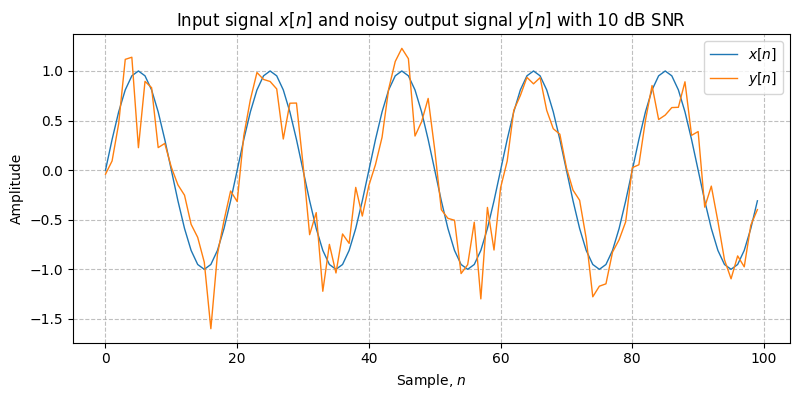 Input signal x[n] and noisy output signal y[n] with 10 dB SNR
x[n]
y[n]
Amplitude
1.0
0.5
0.0
−0.5
−1.0
−1.5
0 20 40 60 80 100
Sample, n